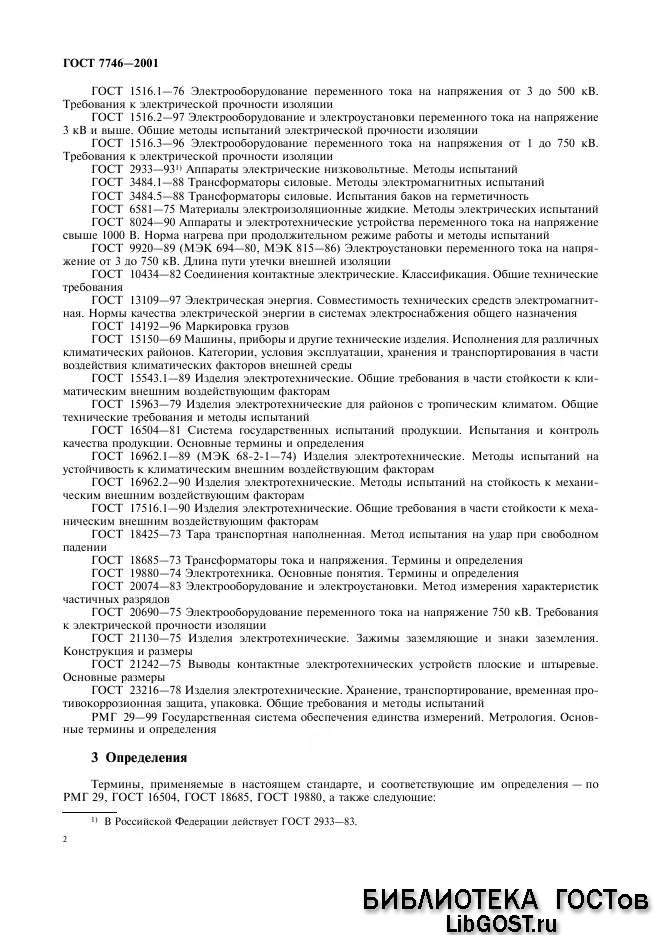 ГОСТ 7746—2001
ГОСТ 1516.1—76 Электрооборудование переменного тока на напряжения от 3 до 500 кВ.
Требования к электрической прочности изоляции
ГОСТ 1516.2—97 Электрооборудование и электроустановки переменного тока на напряжение
3 кВ и выше. Общие методы испытаний электрической прочности изоляции
ГОСТ 1516.3—96 Электрооборудование переменного тока на напряжения от 1 до 750 кВ.
Требования к электрической прочности изоляции
ГОСТ 2933—93¹⁾ Аппараты электрические низковольтные. Методы испытаний
ГОСТ 3484.1—88 Трансформаторы силовые. Методы электромагнитных испытаний
ГОСТ 3484.5—88 Трансформаторы силовые. Испытания баков на герметичность
ГОСТ 6581—75 Материалы электроизоляционные жидкие. Методы электрических испытаний
ГОСТ 8024—90 Аппараты и электротехнические устройства переменного тока на напряжение
свыше 1000 В. Норма нагрева при продолжительном режиме работы и методы испытаний
ГОСТ 9920—89 (МЭК 694—80, МЭК 815—86) Электроустановки переменного тока на напря-
жение от 3 до 750 кВ. Длина пути утечки внешней изоляции
ГОСТ 10434—82 Соединения контактные электрические. Классификация. Общие технические
требования
ГОСТ 13109—97 Электрическая энергия. Совместимость технических средств электромагнит-
ная. Нормы качества электрической энергии в системах электроснабжения общего назначения
ГОСТ 14192—96 Маркировка грузов
ГОСТ 15150—69 Машины, приборы и другие технические изделия. Исполнения для различных
климатических районов. Категории, условия эксплуатации, хранения и транспортирования в части
воздействия климатических факторов внешней среды
ГОСТ 15543.1—89 Изделия электротехнические. Общие требования в части стойкости к кли-
матическим внешним воздействующим факторам
ГОСТ 15963—79 Изделия электротехнические для районов с тропическим климатом. Общие
технические требования и методы испытаний
ГОСТ 16504—81 Система государственных испытаний продукции. Испытания и контроль
качества продукции. Основные термины и определения
ГОСТ 16962.1—89 (МЭК 68-2-1—74) Изделия электротехнические. Методы испытаний на
устойчивость к климатическим внешним воздействующим факторам
ГОСТ 16962.2—90 Изделия электротехнические. Методы испытаний на стойкость к механи-
ческим внешним воздействующим факторам
ГОСТ 17516.1—90 Изделия электротехнические. Общие требования в части стойкости к меха-
ническим внешним воздействующим факторам
ГОСТ 18425—73 Тара транспортная наполненная. Метод испытания на удар при свободном
падении
ГОСТ 18685—73 Трансформаторы тока и напряжения. Термины и определения
ГОСТ 19880—74 Электротехника. Основные понятия. Термины и определения
ГОСТ 20074—83 Электрооборудование и электроустановки. Метод измерения характеристик
частичных разрядов
ГОСТ 20690—75 Электрооборудование переменного тока на напряжение 750 кВ. Требования
к электрической прочности изоляции
ГОСТ 21130—75 Изделия электротехнические. Зажимы заземляющие и знаки заземления.
Конструкция и размеры
ГОСТ 21242—75 Выводы контактные электротехнических устройств плоские и штыревые.
Основные размеры
ГОСТ 23216—78 Изделия электротехнические. Хранение, транспортирование, временная про-
тивокоррозионная защита, упаковка. Общие требования и методы испытаний
РМГ 29—99 Государственная система обеспечения единства измерений. Метрология. Основ-
ные термины и определения
3 Определения
Термины, применяемые в настоящем стандарте, и соответствующие им определения — по
РМГ 29, ГОСТ 16504, ГОСТ 18685, ГОСТ 19880, а также следующие:
¹⁾ В Российской Федерации действует ГОСТ 2933—83.
2
БИБЛИОТЕКА ГОСТов
LibGOST.ru